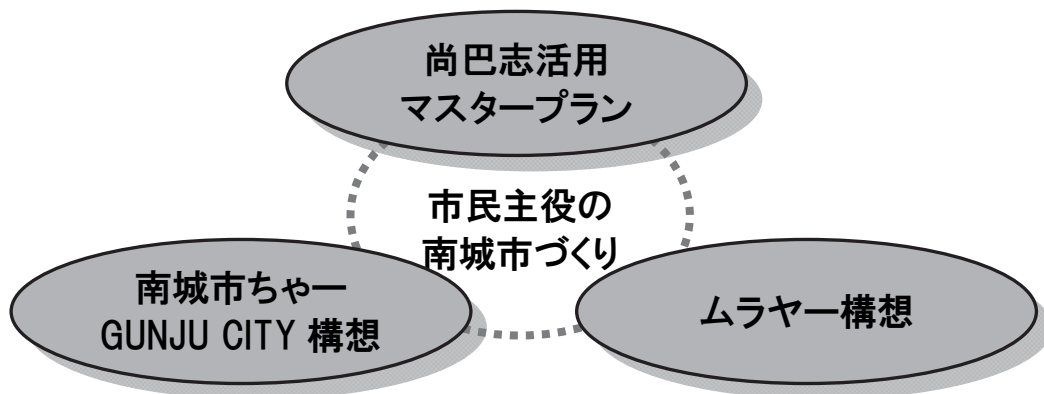 尚巴志活用
マスタープラン
市民主役の
南城市づくり
南城市ちゃー
GUNJU CITY 構想
ムラヤー構想